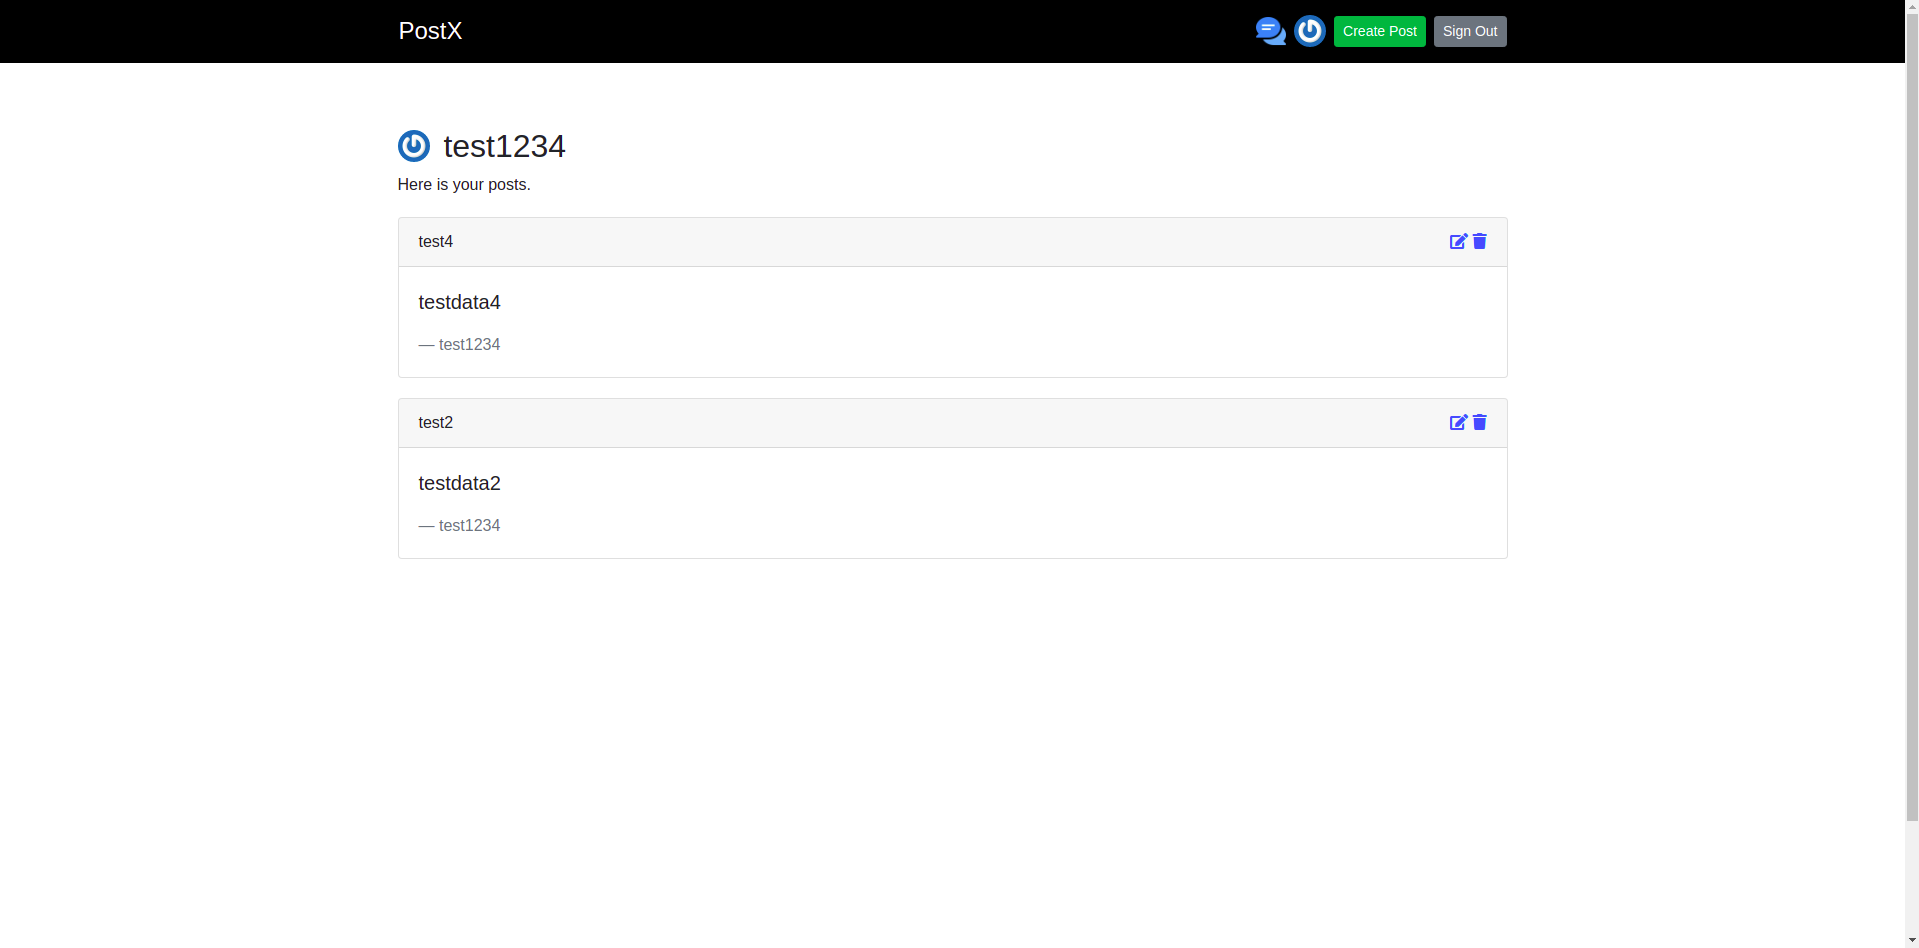 PostX
Create Post
Sign Out
test1234
Here is your posts.
test4
testdata4
— test1234
test2
testdata2
— test1234